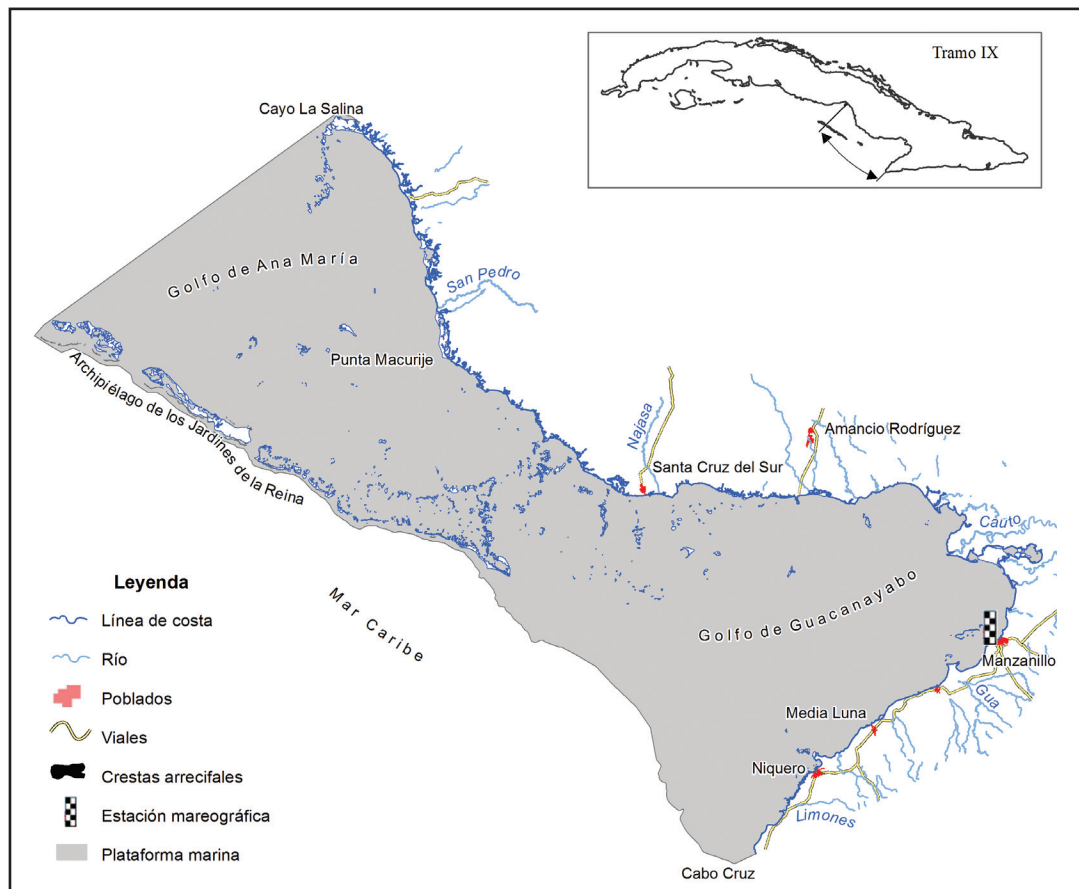 Tramo IX
Cayo La Salina
Golfo de Ana María
San Pedro
Punta Macurije
Archipiélago de los Jardines de la Reina
Najasa
Amancio Rodríguez
Santa Cruz del Sur
Cauto
Mar Caribe
Golfo de Guacanayabo
Manzanillo
Gua
Media Luna
Niquero
Limones
Cabo Cruz
Leyenda
Línea de costa
Río
Poblados
Viales
Crestas arrecifales
Estación mareográfica
Plataforma marina